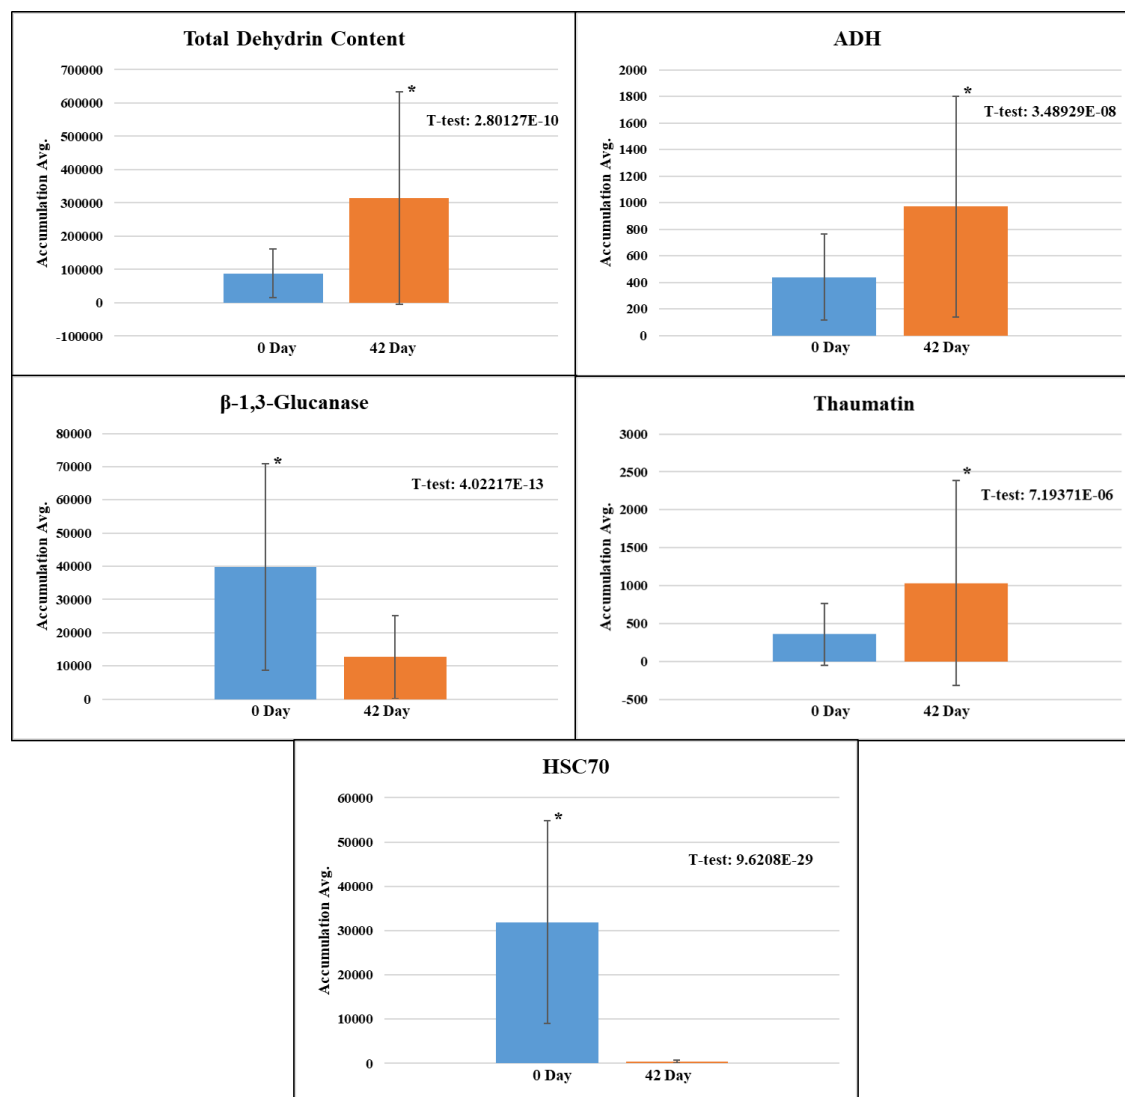 Total Dehydrin Content
700000
600000
500000
400000
300000
200000
100000
0
-100000
Accumulation Avg.
*
T-test: 2.80127E-10
0 Day 42 Day
ADH
2000
1800
1600
1400
1200
1000
800
600
400
200
0
Accumulation Avg.
*
T-test: 3.48929E-08
0 Day 42 Day
β-1,3-Glucanase
80000
70000
60000
50000
40000
30000
20000
10000
0
Accumulation Avg.
*
T-test: 4.02217E-13
0 Day 42 Day
Thaumatin
3000
2500
2000
1500
1000
500
0
-500
Accumulation Avg.
*
T-test: 7.19371E-06
0 Day 42 Day
HSC70
60000
50000
40000
30000
20000
10000
0
Accumulation Avg.
*
T-test: 9.6208E-29
0 Day 42 Day